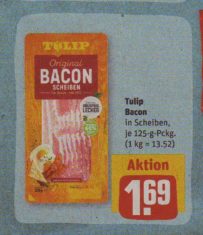 TULIP
Original
BACON
SCHEIBEN
Tulip
Bacon
in Scheiben,
je 125-g-Pckg.
(1 kg = 13.52)
Aktion
1.69